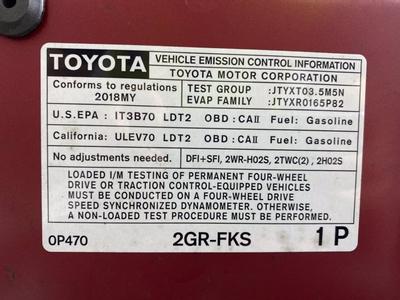 TOYOTA VEHICLE EMISSION CONTROL INFORMATION
TOYOTA MOTOR CORPORATION
Conforms to regulations TEST GROUP :JTYXT03.5M5N
2018MY EVAP FAMILY :JTYXR0165P82
U.S.EPA : IT3B70 LDT2 OBD:CAII Fuel: Gasoline
California: ULEV70 LDT2 OBD:CAII Fuel: Gasoline
No adjustments needed. DFI+SFI, 2WR-HO2S, 2TWC(2), 2HO2S
LOADED I/M TESTING OF PERMANENT FOUR-WHEEL
DRIVE OR TRACTION CONTROL-EQUIPPED VEHICLES
MUST BE CONDUCTED ON A FOUR-WHEEL DRIVE
SPEED SYNCHRONIZED DYNAMOMETER. OTHERWISE,
A NON-LOADED TEST PROCEDURE MUST BE PERFORMED.
0P470 2GR-FKS 1 P